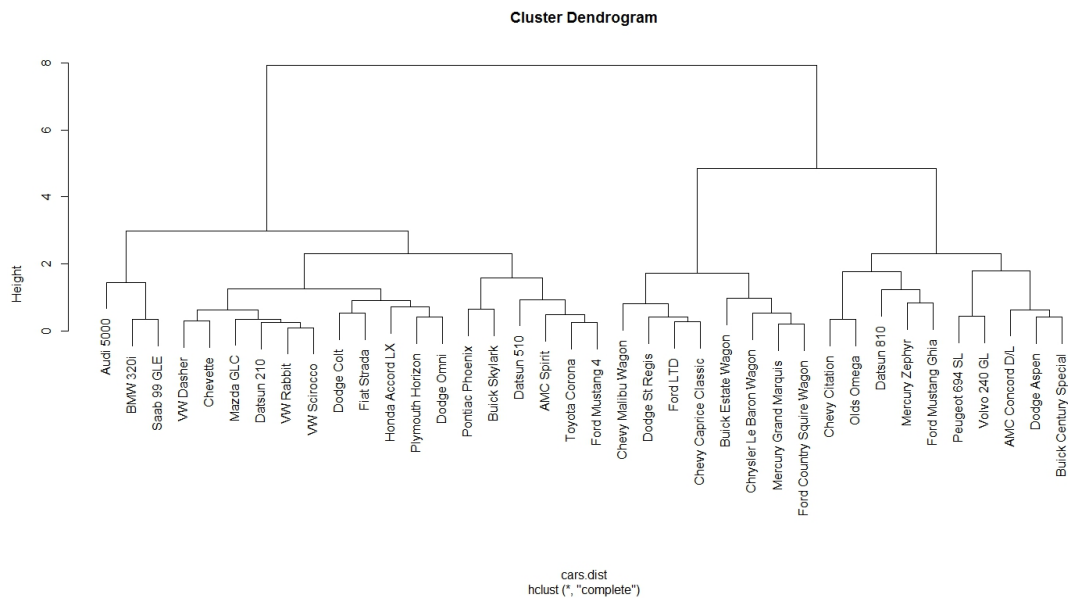 Cluster Dendrogram
8
6
4
2
0
Height
Audi 5000
BMW 320i
Saab 99 GLE
VW Dasher
Chevette
Mazda GLC
Datsun 210
VW Rabbit
VW Scirocco
Dodge Colt
Fiat Strada
Honda Accord LX
Plymouth Horizon
Dodge Omni
Pontiac Phoenix
Buick Skylark
Datsun 510
AMC Spirit
Toyota Corona
Ford Mustang 4
Chevy Malibu Wagon
Dodge St Regis
Ford LTD
Chevy Caprice Classic
Buick Estate Wagon
Chrysler Le Baron Wagon
Mercury Grand Marquis
Ford Country Squire Wagon
Chevy Citation
Olds Omega
Datsun 810
Mercury Zephyr
Ford Mustang Ghia
Peugeot 694 SL
Volvo 240 GL
AMC Concord D/L
Dodge Aspen
Buick Century Special
cars.dist
hclust (*, "complete")